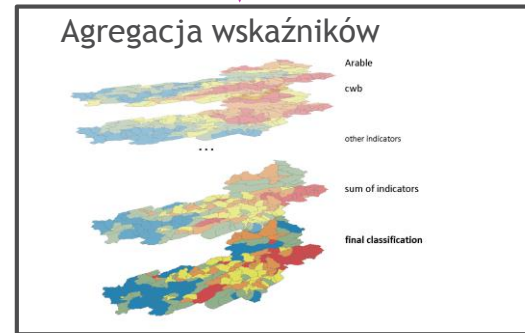 Agregacja wskaźników
Arable
cwb
other indicators
...
sum of indicators
final classification